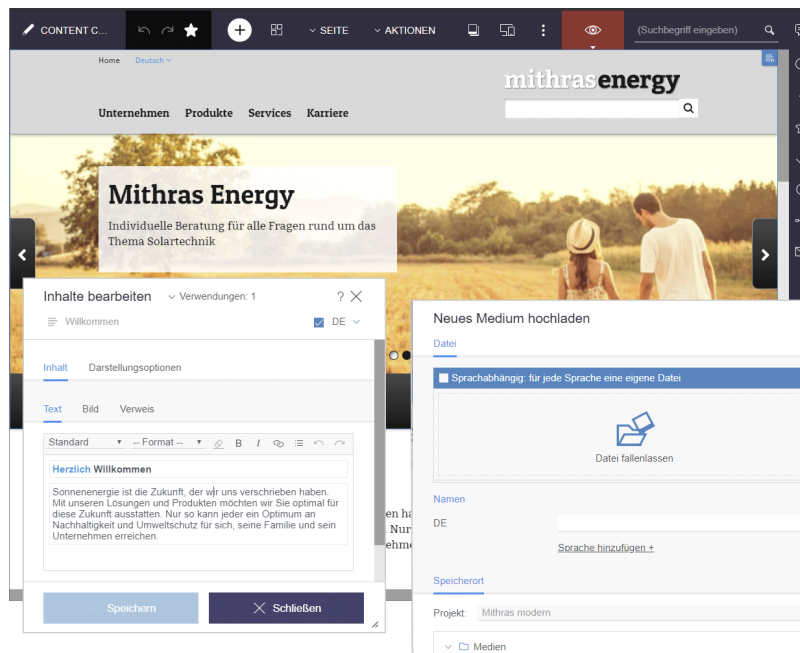 CONTENT C...
SEITE
AKTIONEN
(Suchbegriff eingeben)
Home Deutsch
mithrasenergy
Unternehmen Produkte Services Karriere
Mithras Energy
Individuelle Beratung für alle Fragen rund um das
Thema Solartechnik
Inhalte bearbeiten Verwendungen: 1 ?
Willkommen DE
Inhalt Darstellungsoptionen
Text Bild Verweis
Standard -- Format -- B I
Herzlich Willkommen
Sonnenenergie ist die Zukunft, der wir uns verschrieben haben.
Mit unseren Lösungen und Produkten möchten wir Sie optimal für
diese Zukunft ausstatten. Nur so kann jeder ein Optimum an
Nachhaltigkeit und Umweltschutz für sich, seine Familie und sein
Unternehmen erreichen.
Speichern Schließen
en ha
Nur
ehme
Neues Medium hochladen
Datei
Sprachabhängig: für jede Sprache eine eigene Datei
Datei fallenlassen
Namen
DE
Sprache hinzufügen +
Speicherort
Projekt: Mithras modern
Medien